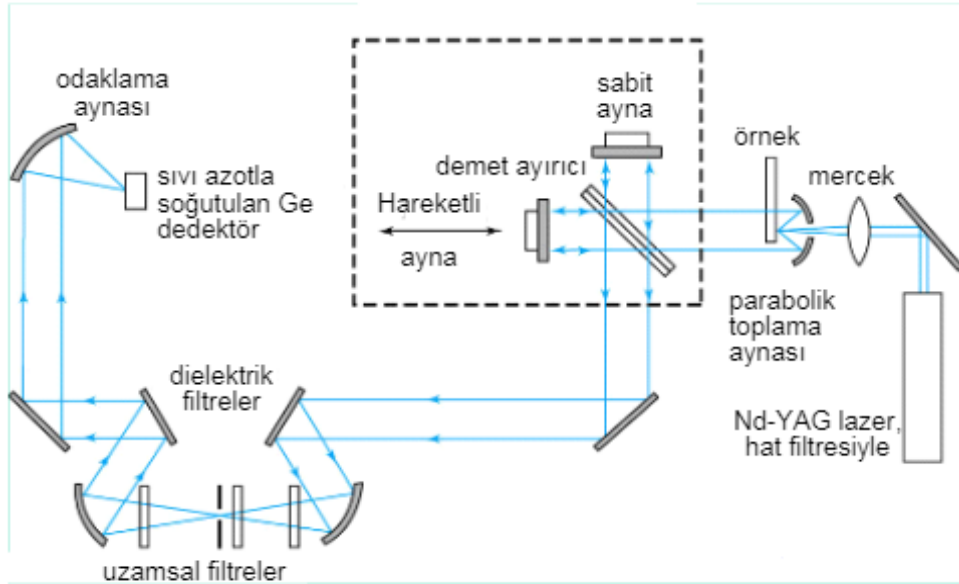 odaklama
aynası
sıvı azotla
soğutulan Ge
dedektör
sabit
ayna
demet ayırıcı
Hareketli
ayna
örnek
mercek
parabolik
toplama
aynası
Nd-YAG lazer,
hat filtresiyle
dielektrik
filtreler
uzamsal filtreler